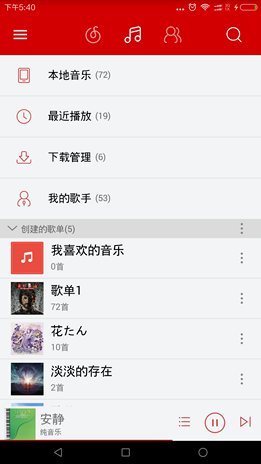 下午5:40
本地音乐 (72)
最近播放 (19)
下载管理 (6)
我的歌手 (53)
创建的歌单(5)
我喜欢的音乐
0首
歌单1
72首
花たん
10首
淡淡的存在
2首
安静
纯音乐